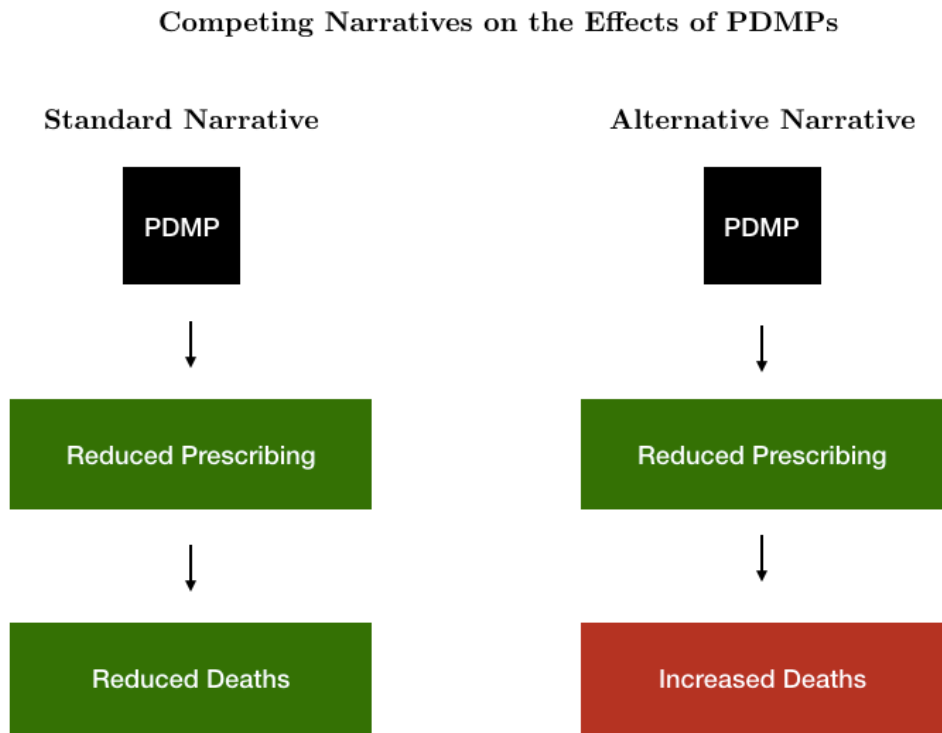 Competing Narratives on the Effects of PDMPs
Standard Narrative
PDMP
Reduced Prescribing
Reduced Deaths
Alternative Narrative
PDMP
Reduced Prescribing
Increased Deaths